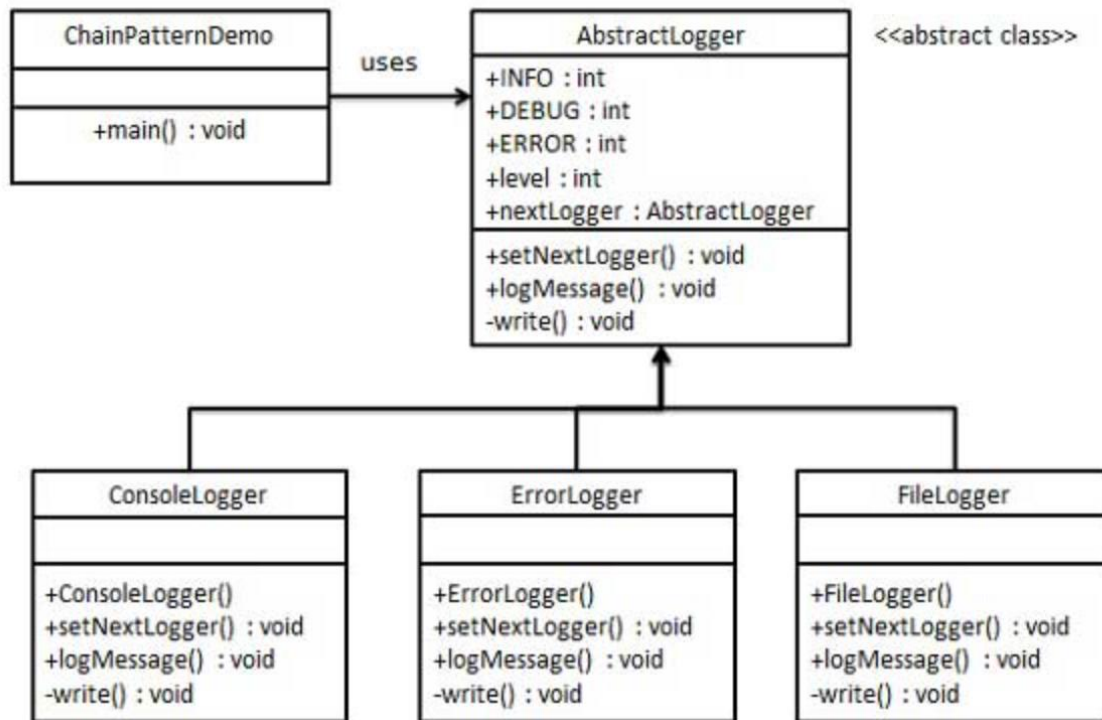 ChainPatternDemo
+main() : void
uses
AbstractLogger
<<abstract class>>
+INFO : int
+DEBUG : int
+ERROR : int
+level : int
+nextLogger : AbstractLogger
+setNextLogger() : void
+logMessage() : void
-write() : void
ConsoleLogger
+ConsoleLogger()
+setNextLogger() : void
+logMessage() : void
-write() : void
ErrorLogger
+ErrorLogger()
+setNextLogger() : void
+logMessage() : void
-write() : void
FileLogger
+FileLogger()
+setNextLogger() : void
+logMessage() : void
-write() : void